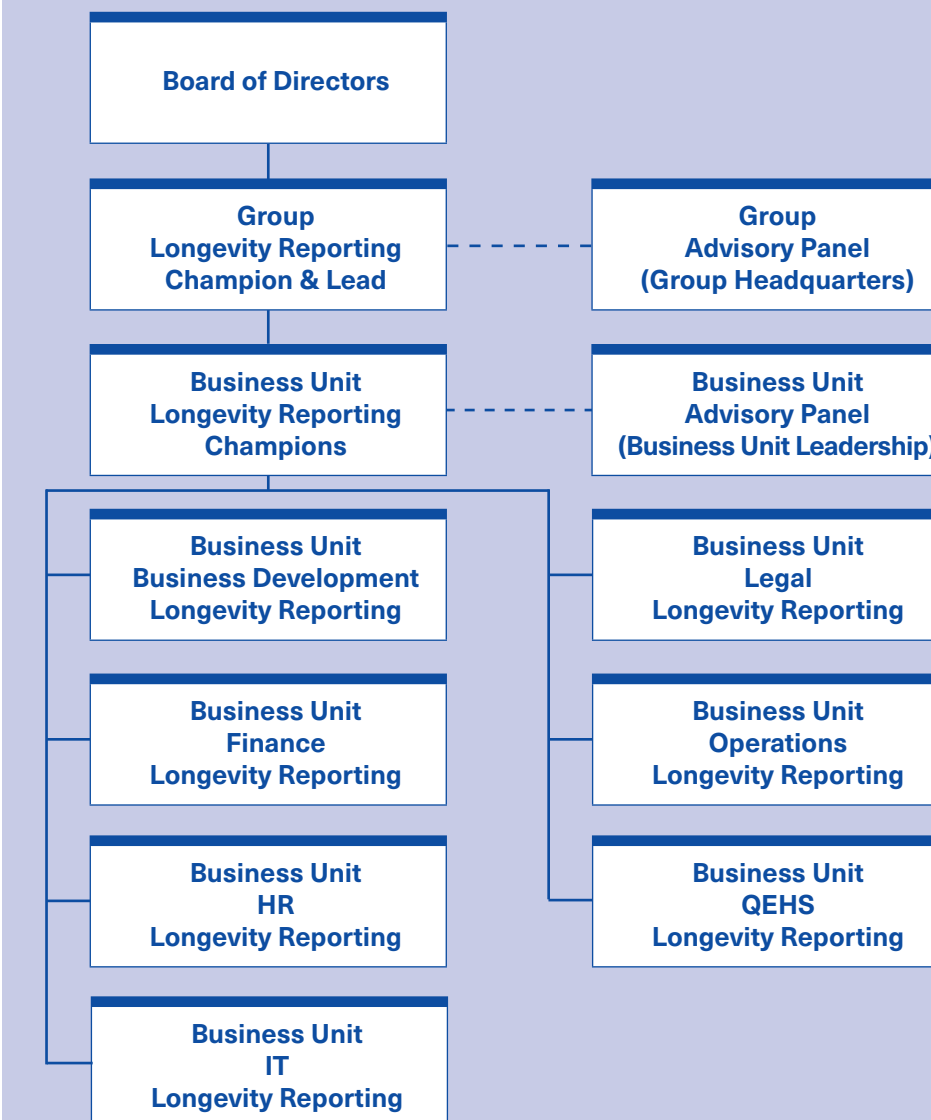 Board of Directors
Group
Longevity Reporting
Champion & Lead
Group
Advisory Panel
(Group Headquarters)
Business Unit
Longevity Reporting
Champions
Business Unit
Advisory Panel
(Business Unit Leadership)
Business Unit
Business Development
Longevity Reporting
Business Unit
Legal
Longevity Reporting
Business Unit
Finance
Longevity Reporting
Business Unit
Operations
Longevity Reporting
Business Unit
HR
Longevity Reporting
Business Unit
QEHS
Longevity Reporting
Business Unit
IT
Longevity Reporting